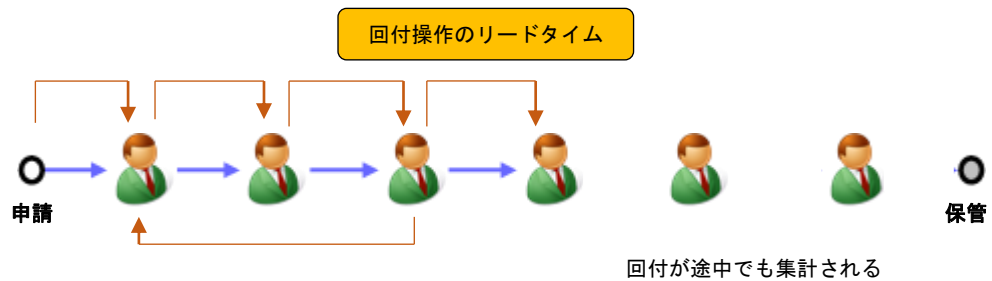 回付操作のリードタイム
申請
保管
回付が途中でも集計される